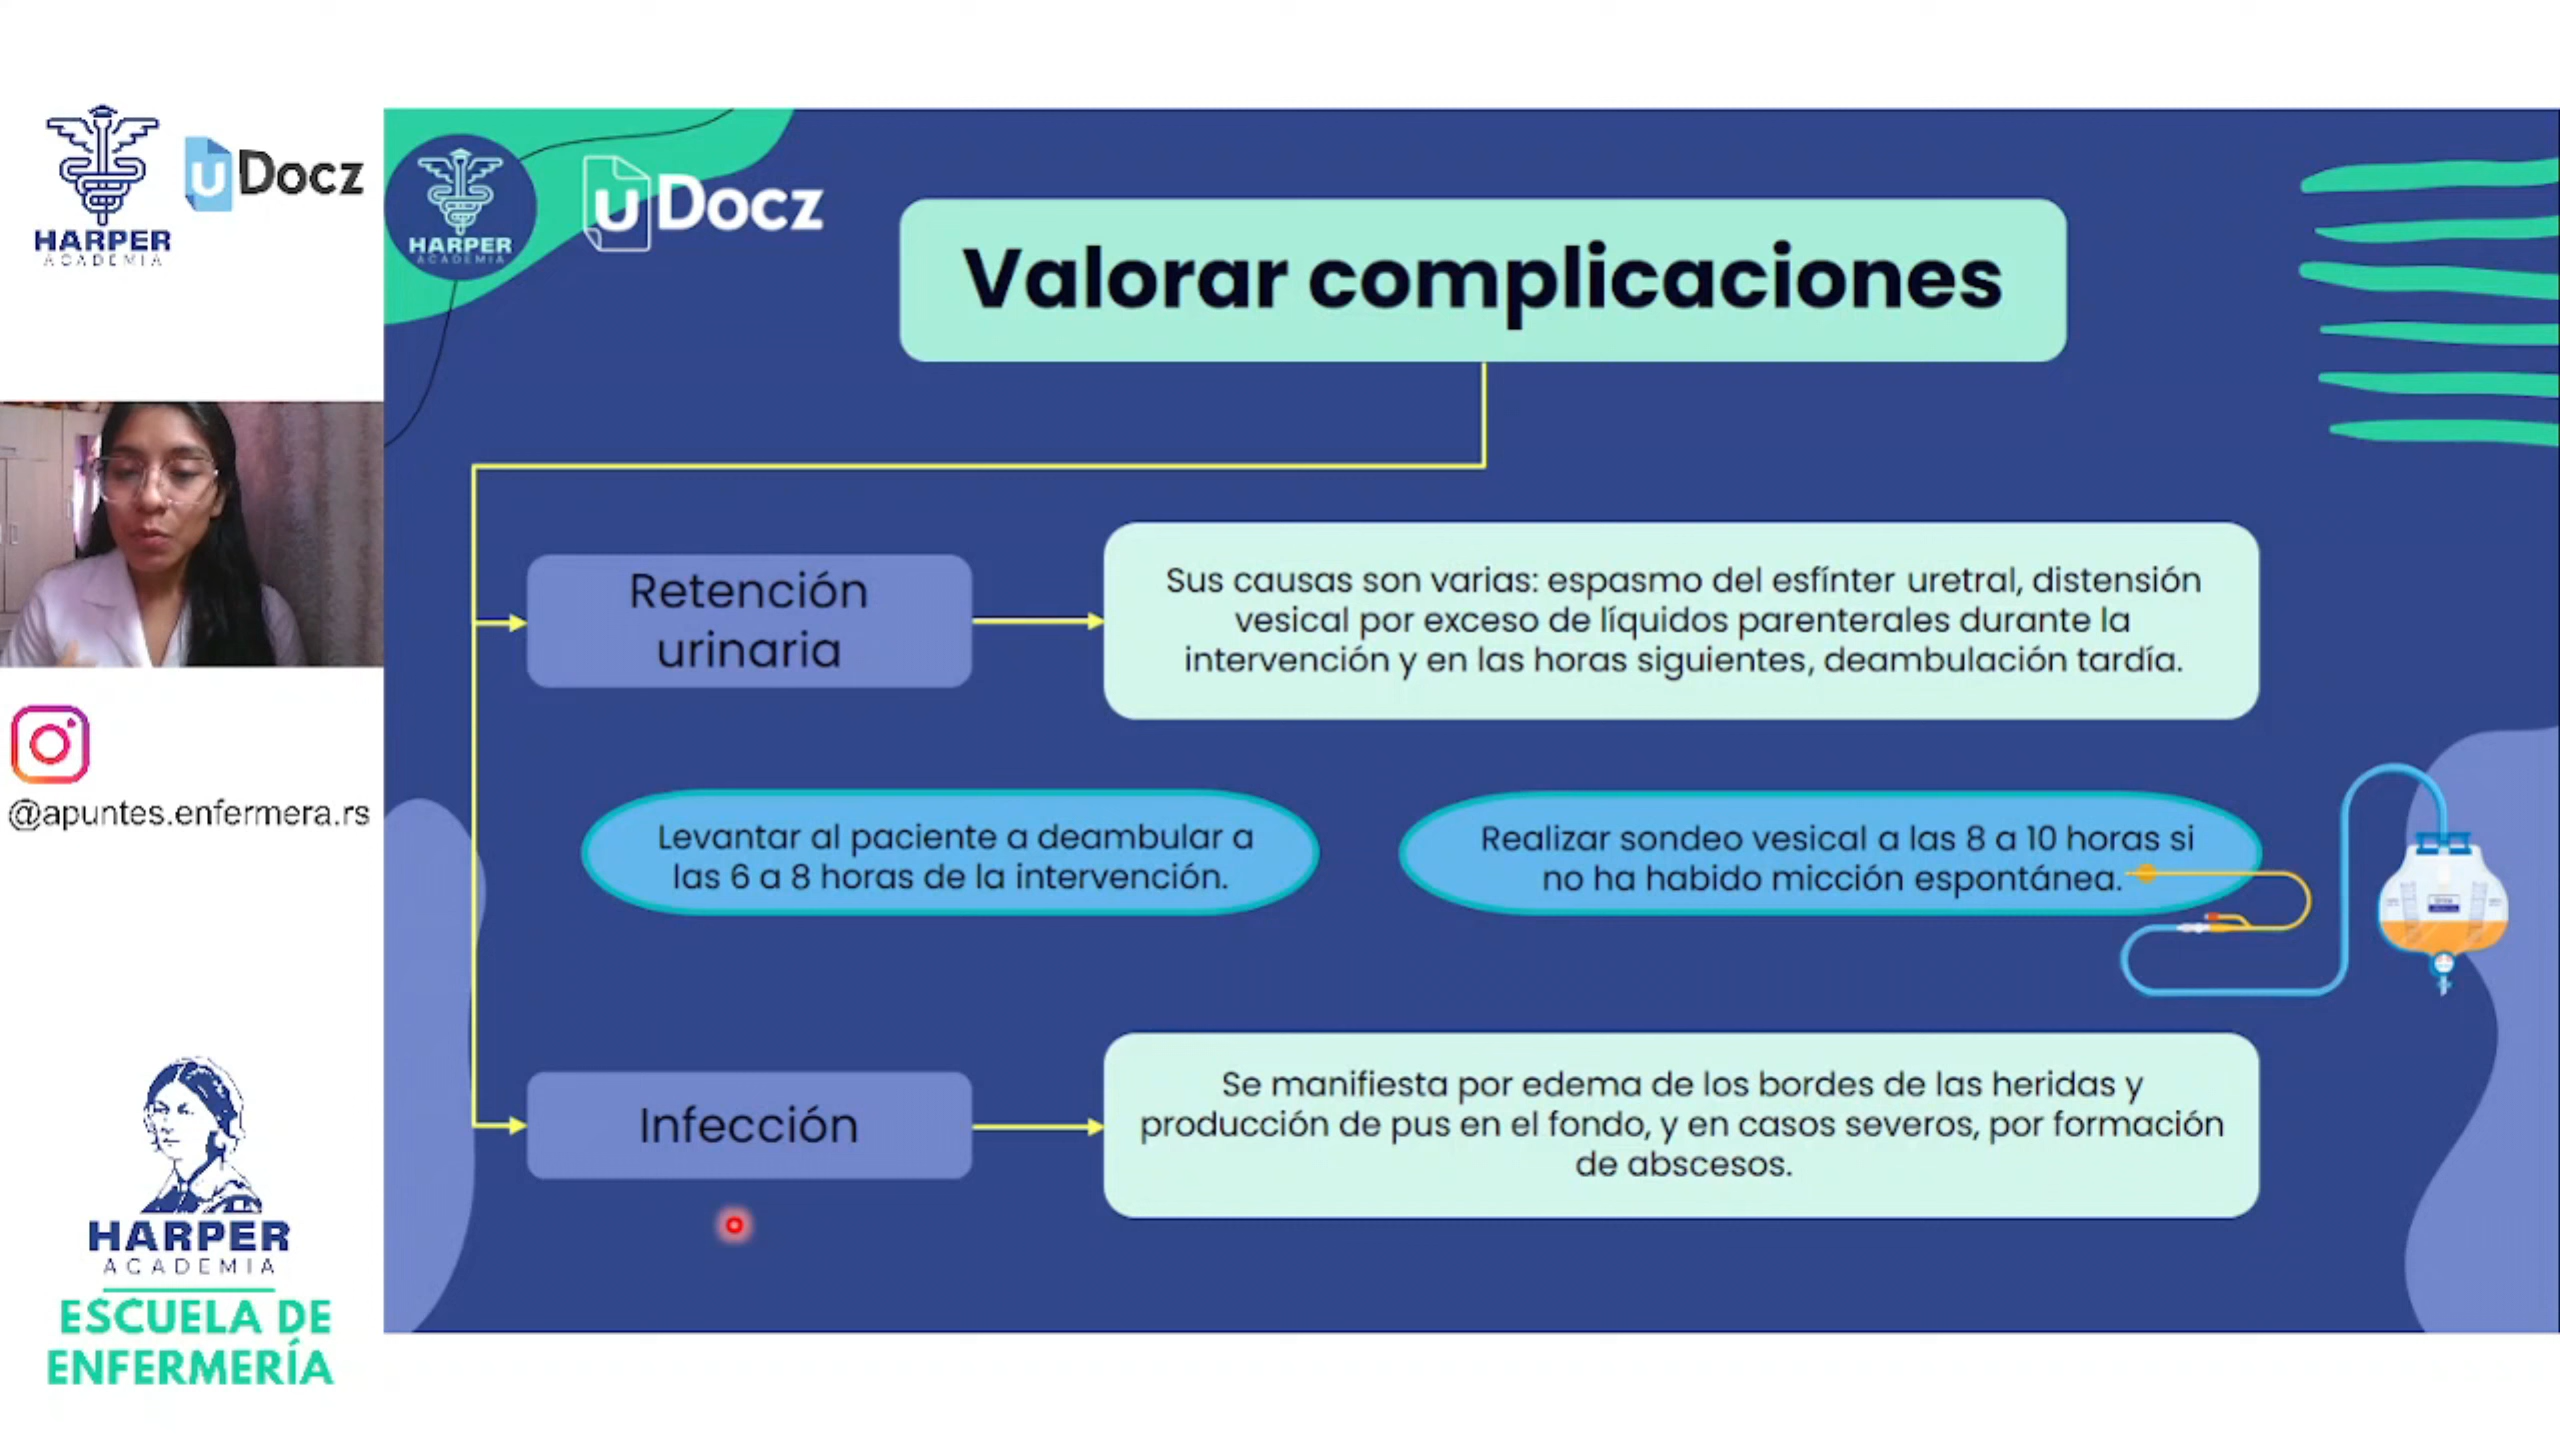 HARPER
ACADEMIA
uDocz
@apuntes.enfermera.rs
HARPER
ACADEMIA
ESCUELA DE
ENFERMERÍA
HARPER
ACADEMIA
uDocz
Valorar complicaciones
Retención
urinaria
Sus causas son varias: espasmo del esfínter uretral, distensión
vesical por exceso de líquidos parenterales durante la
intervención y en las horas siguientes, deambulación tardía.
Levantar al paciente a deambular a
las 6 a 8 horas de la intervención.
Realizar sondeo vesical a las 8 a 10 horas si
no ha habido micción espontánea.
Infección
Se manifiesta por edema de los bordes de las heridas y
producción de pus en el fondo, y en casos severos, por formación
de abscesos.